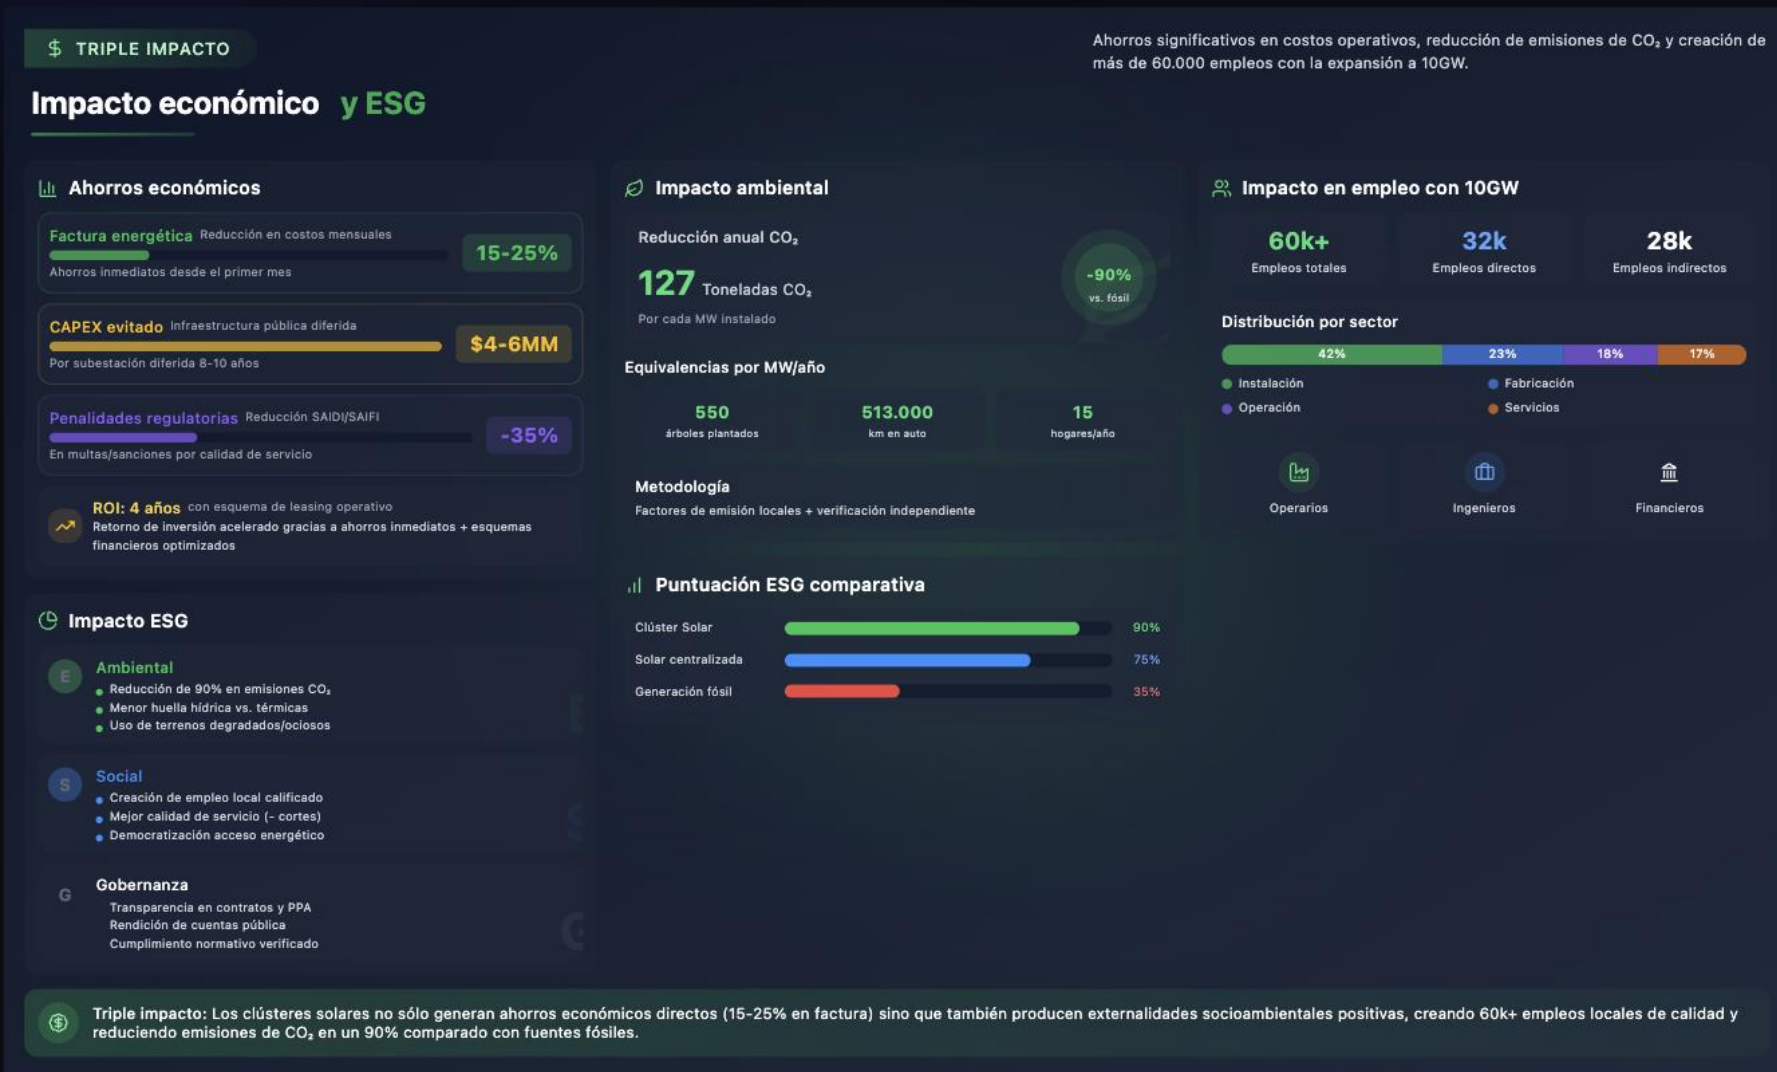 $ TRIPLE IMPACTO
Ahorros significativos en costos operativos, reducción de emisiones de CO₂ y creación de
más de 60.000 empleos con la expansión a 10GW.
Impacto económico y ESG
Ahorros económicos
Factura energética Reducción en costos mensuales
15-25%
Ahorros inmediatos desde el primer mes
CAPEX evitado Infraestructura pública diferida
$4-6MM
Por subestación diferida 8-10 años
Penalidades regulatorias Reducción SAIDI/SAIFI
-35%
En multas/sanciones por calidad de servicio
ROI: 4 años con esquema de leasing operativo
Retorno de inversión acelerado gracias a ahorros inmediatos + esquemas
financieros optimizados
Impacto ESG
E
Ambiental
Reducción de 90% en emisiones CO₂
Menor huella hídrica vs. térmicas
Uso de terrenos degradados/ociosos
S
Social
Creación de empleo local calificado
Mejor calidad de servicio (- cortes)
Democratización acceso energético
G
Gobernanza
Transparencia en contratos y PPA
Rendición de cuentas pública
Cumplimiento normativo verificado
Impacto ambiental
Reducción anual CO₂
127 Toneladas CO₂
Por cada MW instalado
-90%
vs. fósil
Equivalencias por MW/año
550
árboles plantados
513.000
km en auto
15
hogares/año
Metodología
Factores de emisión locales + verificación independiente
Puntuación ESG comparativa
Clúster Solar 90%
Solar centralizada 75%
Generación fósil 35%
Impacto en empleo con 10GW
60k+
Empleos totales
32k
Empleos directos
28k
Empleos indirectos
Distribución por sector
42% 23% 18% 17%
Instalación
Fabricación
Operación
Servicios
Operarios
Ingenieros
Financieros
Triple impacto: Los clústeres solares no sólo generan ahorros económicos directos (15-25% en factura) sino que también producen externalidades socioambientales positivas, creando 60k+ empleos locales de calidad y
reduciendo emisiones de CO₂ en un 90% comparado con fuentes fósiles.